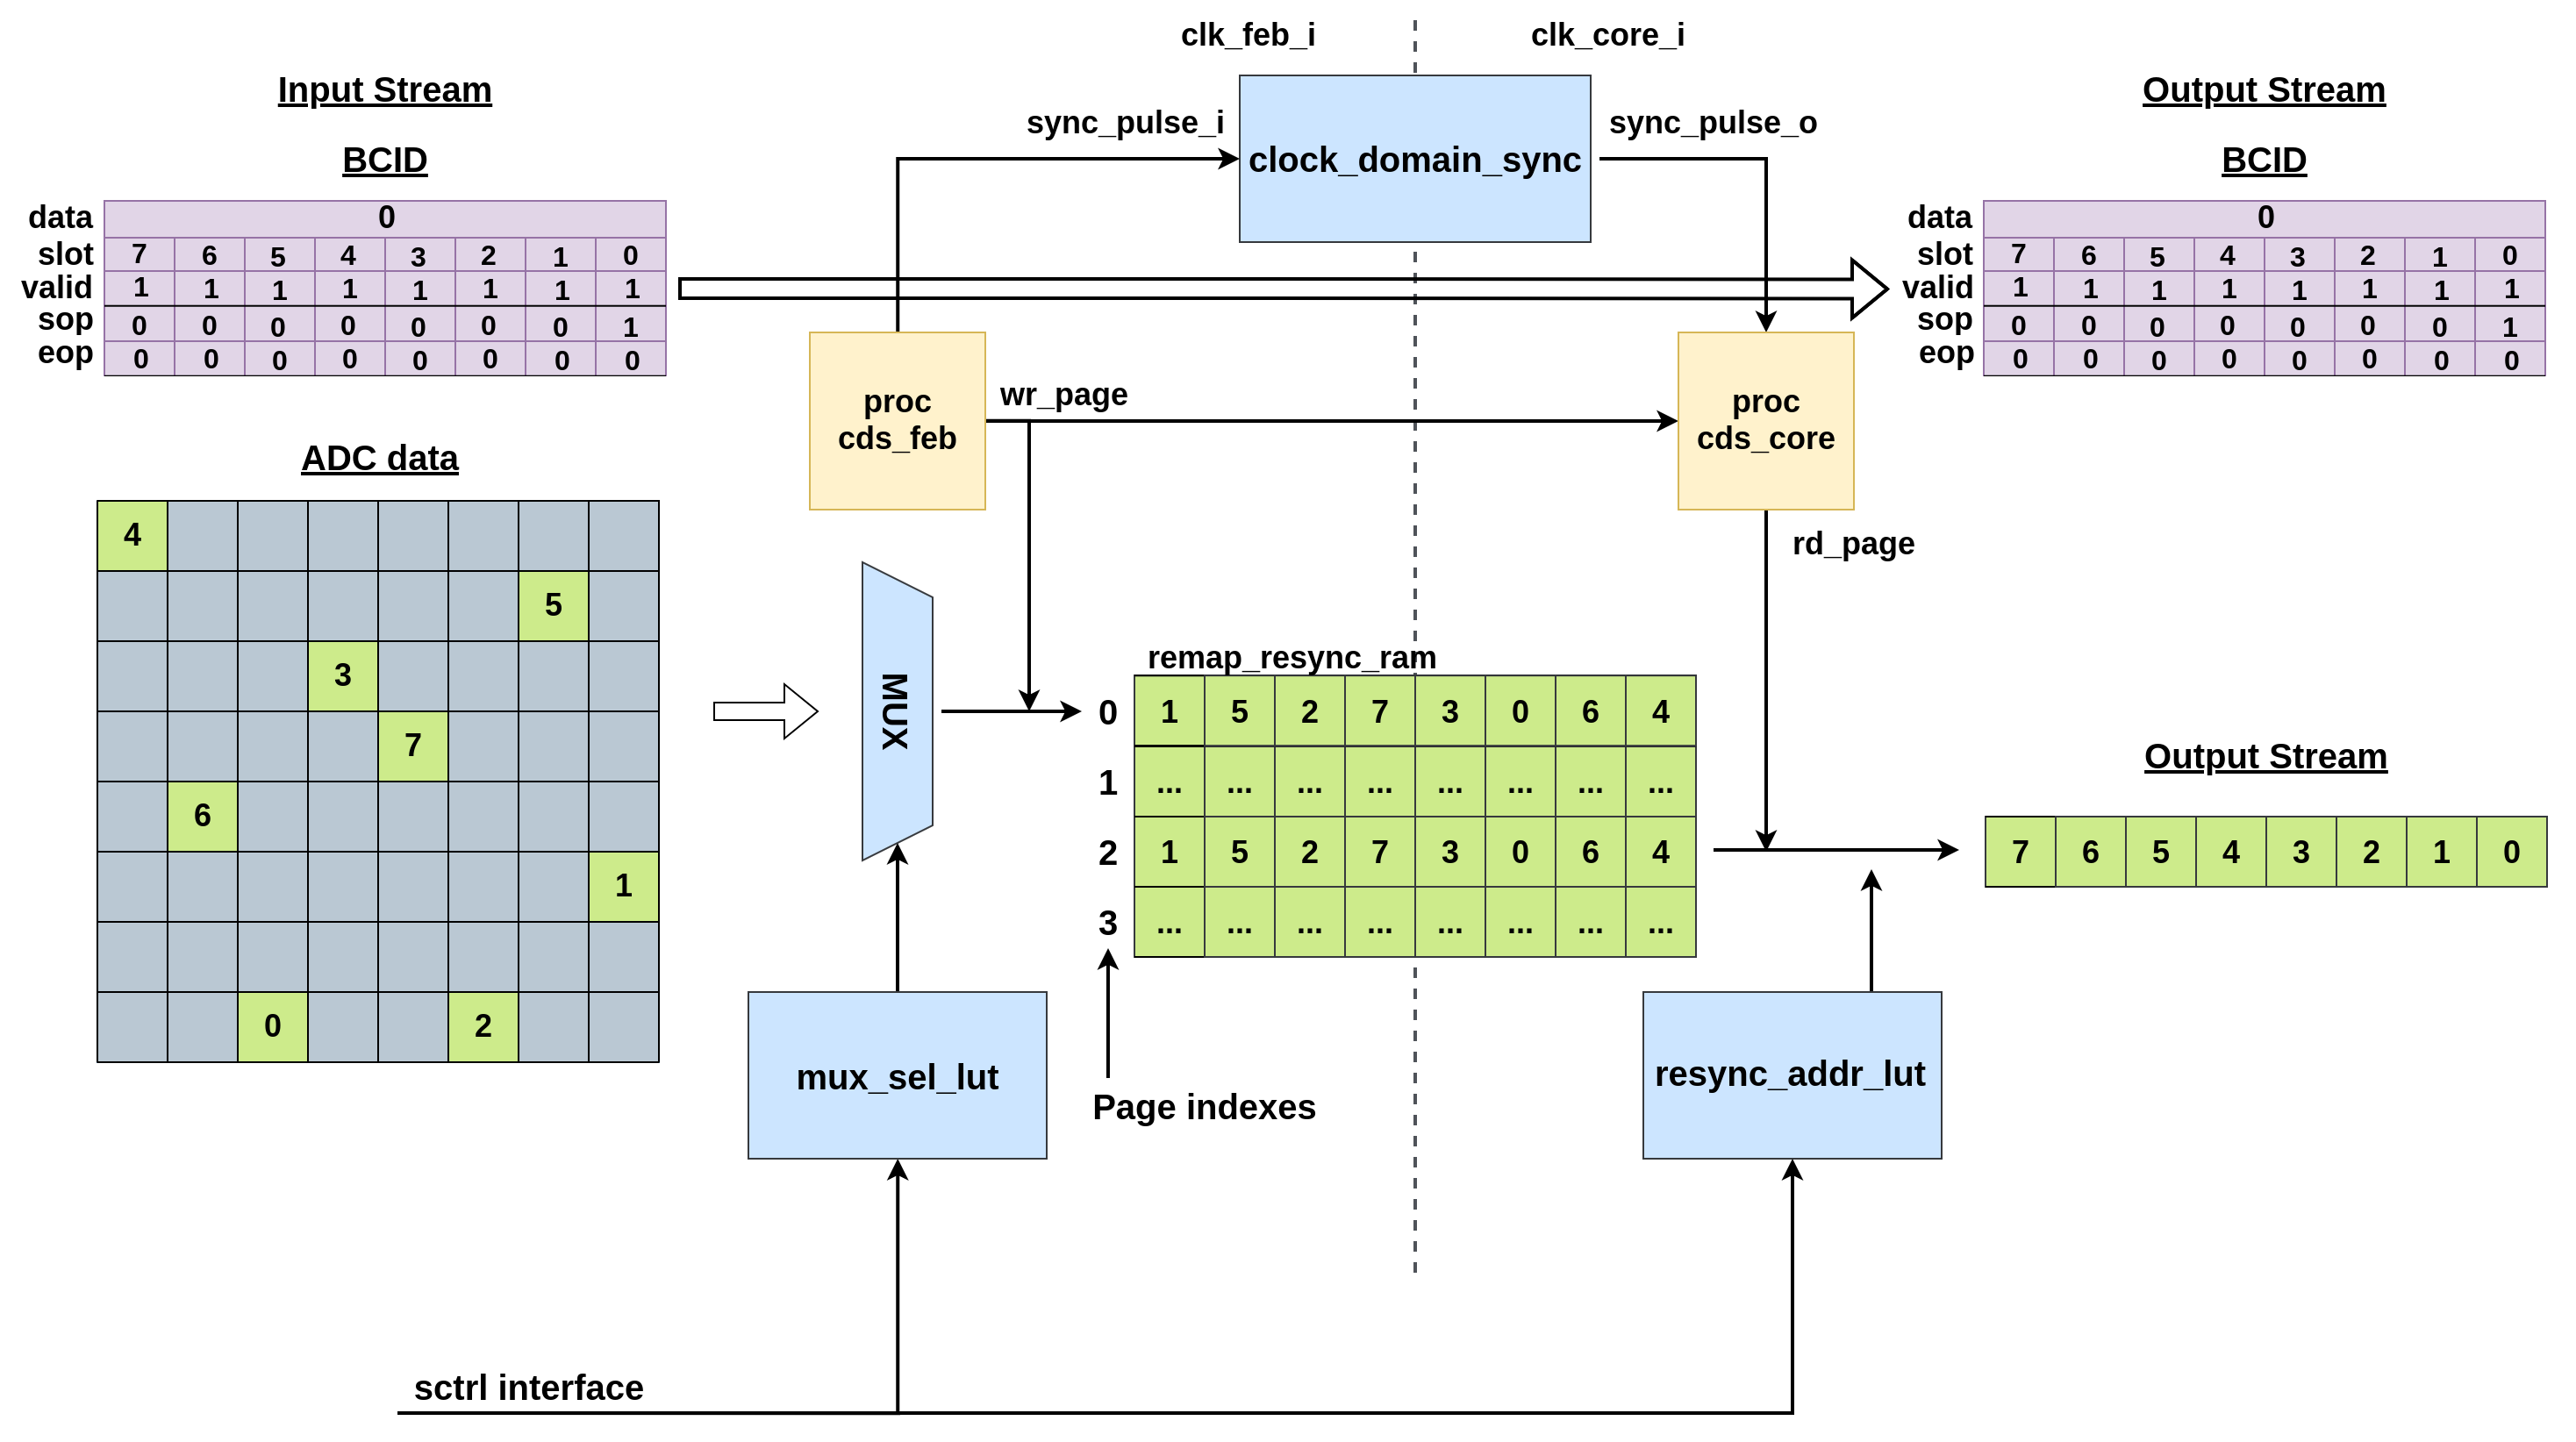 clk_feb_i
clk_core_i
Input Stream
BCID
data 0
slot 7 6 5 4 3 2 1 0
valid 1 1 1 1 1 1 1 1
sop 0 0 0 0 0 0 0 1
eop 0 0 0 0 0 0 0 0
sync_pulse_i
clock_domain_sync
sync_pulse_o
Output Stream
BCID
data 0
slot 7 6 5 4 3 2 1 0
valid 1 1 1 1 1 1 1 1
sop 0 0 0 0 0 0 0 1
eop 0 0 0 0 0 0 0 0
proc
cds_feb
wr_page
proc
cds_core
rd_page
ADC data
4
5
3
7
6
1
0 2
MUX
remap_resync_ram
0 1 5 2 7 3 0 6 4
1 ... ... ... ... ... ... ... ...
2 1 5 2 7 3 0 6 4
3 ... ... ... ... ... ... ... ...
Page indexes
Output Stream
7 6 5 4 3 2 1 0
mux_sel_lut
resync_addr_lut
sctrl interface